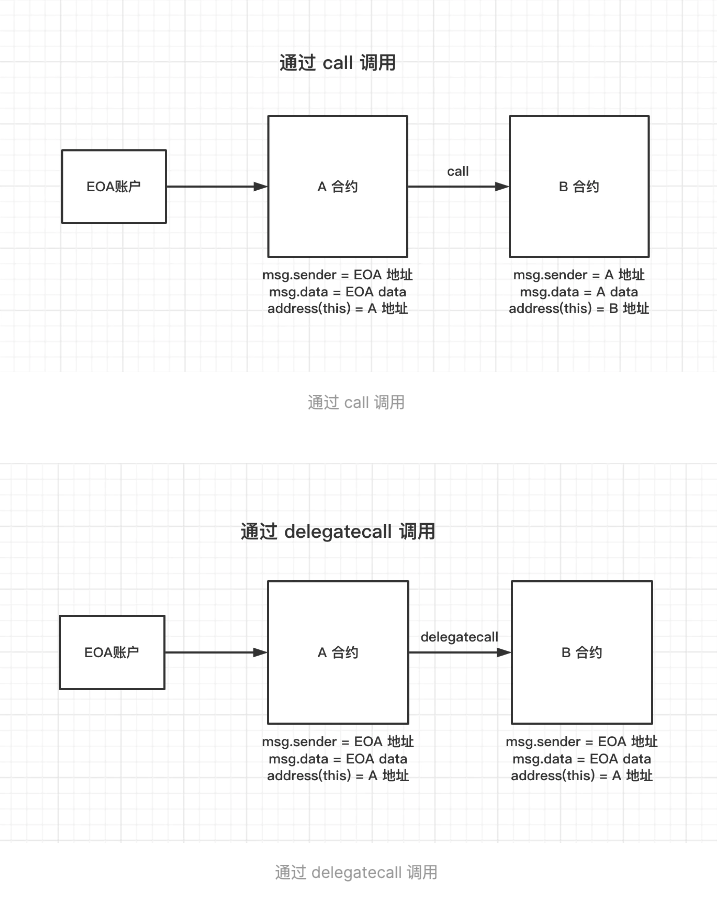 通过 call 调用
call
EOA账户
A 合约
B 合约
msg.sender = EOA 地址
msg.data = EOA data
address(this) = A 地址
msg.sender = A 地址
msg.data = A data
address(this) = B 地址
通过 call 调用
通过 delegatecall 调用
delegatecall
EOA账户
A 合约
B 合约
msg.sender = EOA 地址
msg.data = EOA data
address(this) = A 地址
msg.sender = EOA 地址
msg.data = EOA data
address(this) = A 地址
通过 delegatecall 调用